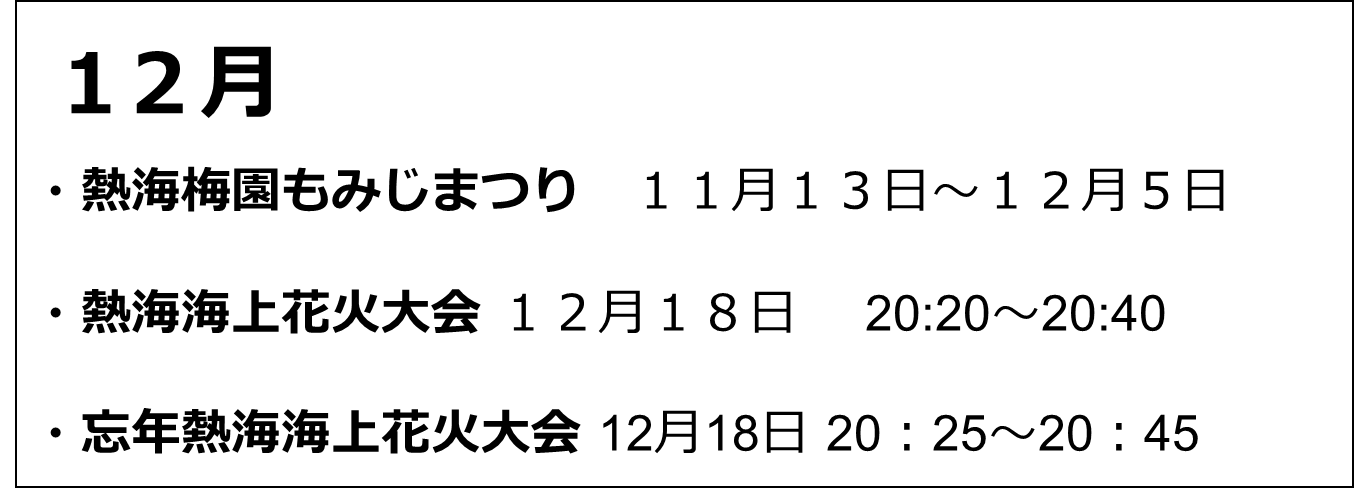 １２月
・熱海梅園もみじまつり　１１月１３日～１２月５日
・熱海海上花火大会 １２月１８日　20:20～20:40
・忘年熱海海上花火大会 12月18日 20：25～20：45